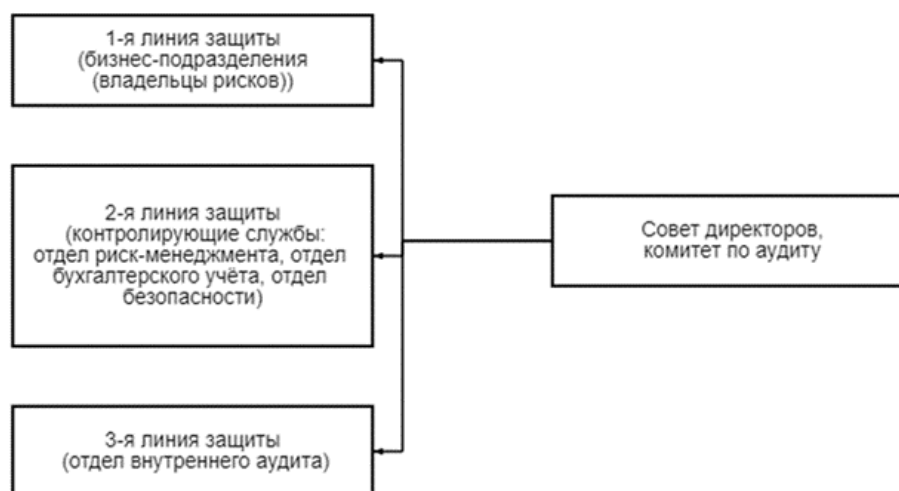 1-я линия защиты
(бизнес-подразделения
(владельцы рисков))
2-я линия защиты
(контролирующие службы:
отдел риск-менеджмента, отдел
бухгалтерского учёта, отдел
безопасности)
3-я линия защиты
(отдел внутреннего аудита)
Совет директоров,
комитет по аудиту